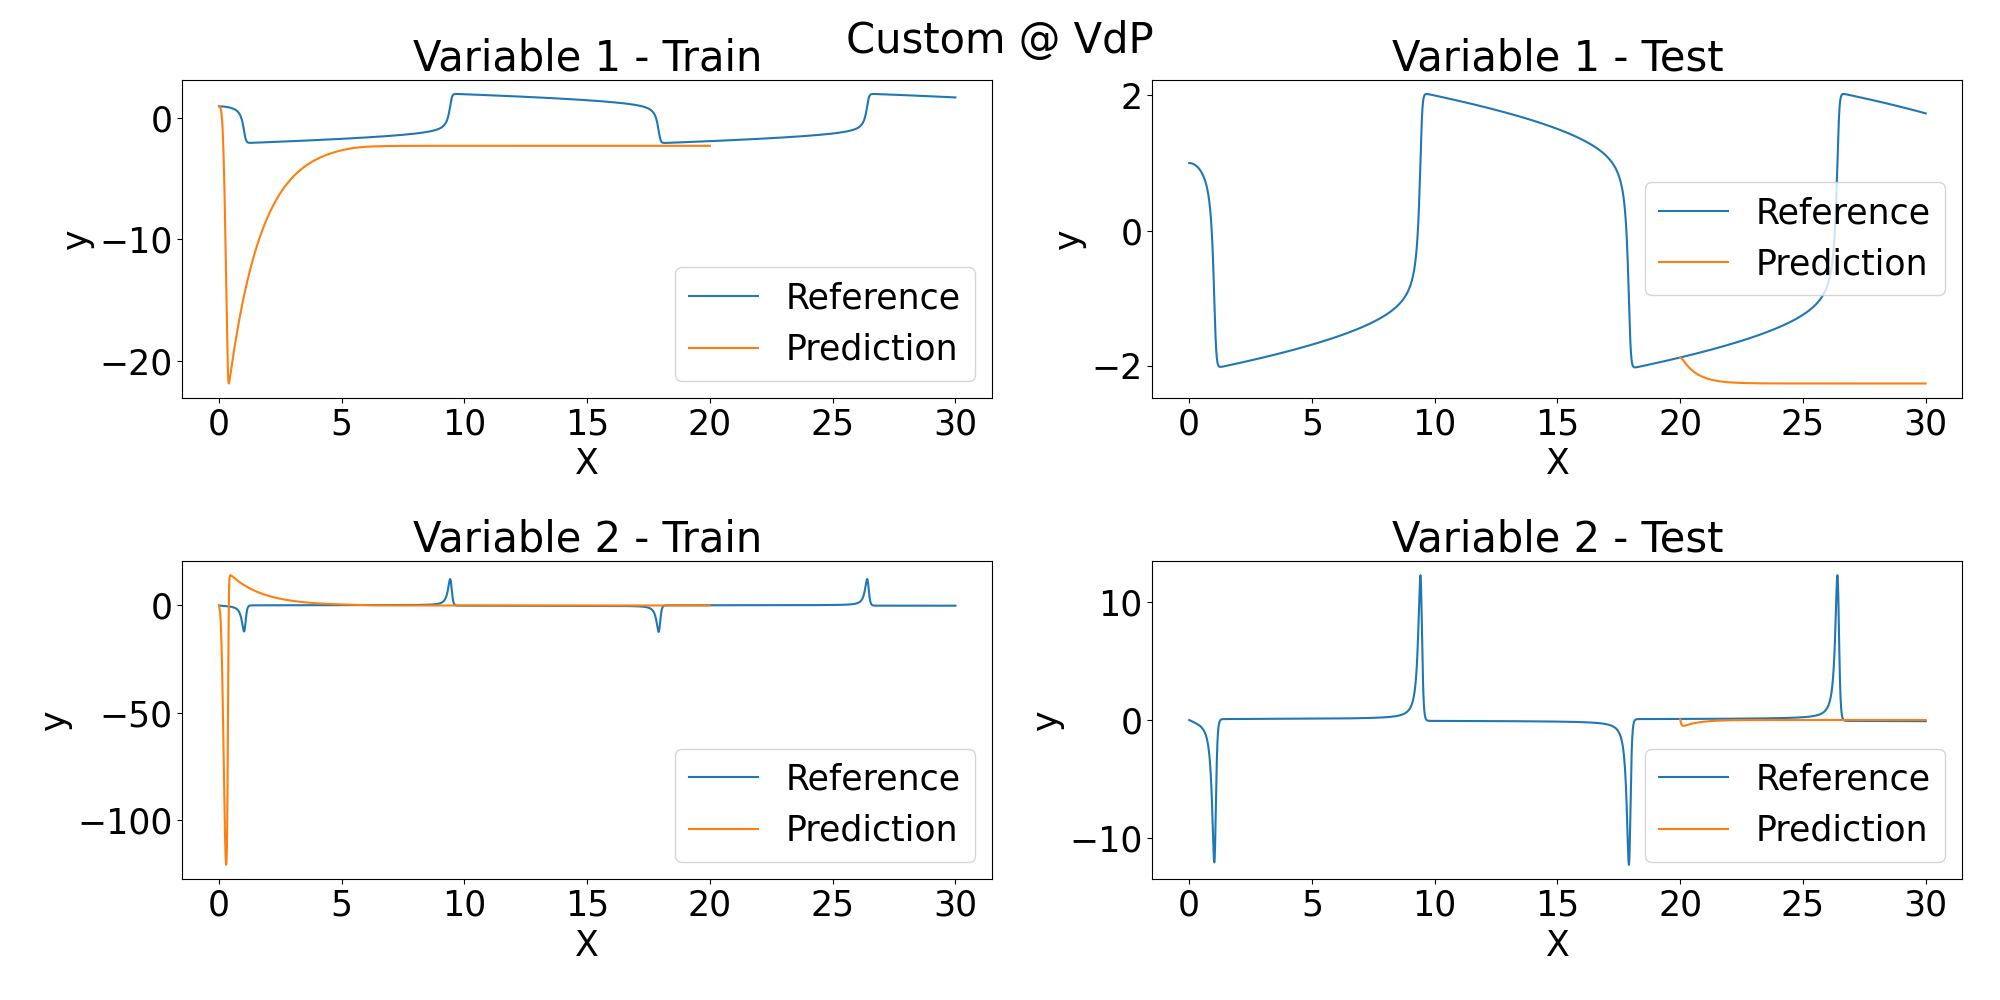 Custom @ VdP
Variable 1 - Train
0
−10
−20
y
0 5 10 15 20 25 30
X
Reference
Prediction
Variable 1 - Test
2
0
−2
y
0 5 10 15 20 25 30
X
Reference
Prediction
Variable 2 - Train
0
−50
−100
y
0 5 10 15 20 25 30
X
Reference
Prediction
Variable 2 - Test
10
0
−10
y
0 5 10 15 20 25 30
X
Reference
Prediction